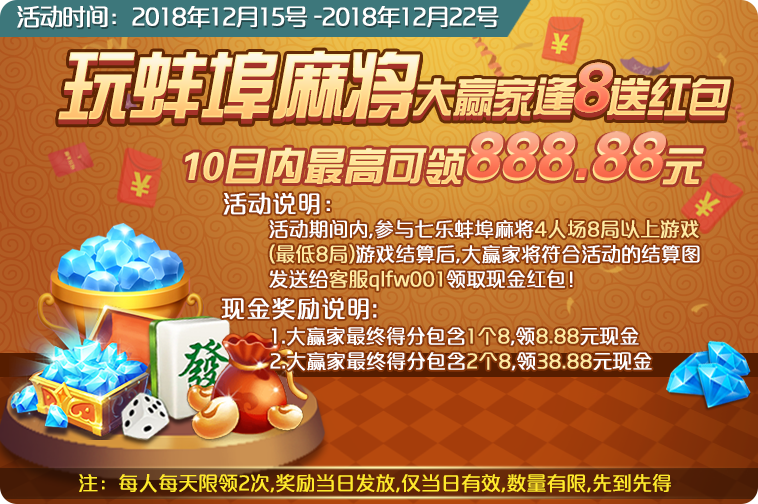 活动时间：2018年12月15号 -2018年12月22号
玩蚌埠麻将大赢家逢8送红包
10日内最高可领888.88元
活动说明：
活动期间内,参与七乐蚌埠麻将4人场8局以上游戏
(最低8局)游戏结算后,大赢家将符合活动的结算图
发送给客服qlfw001领取现金红包！
现金奖励说明:
1.大赢家最终得分包含1个8,领8.88元现金
2.大赢家最终得分包含2个8,领38.88元现金
發
注：每人每天限领2次,奖励当日发放,仅当日有效,数量有限,先到先得